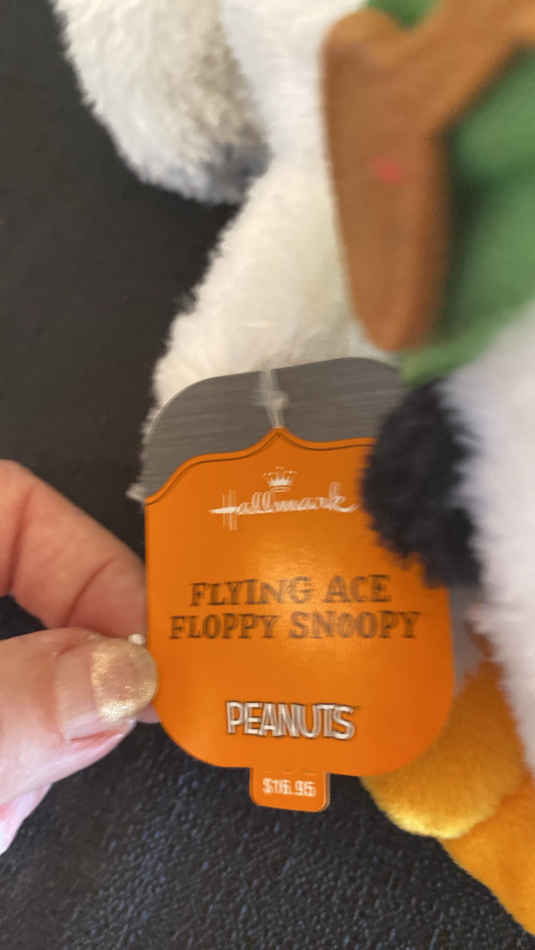 Hallmark
FLYING ACE
FLOPPY SNOOPY
PEANUTS
$16.95